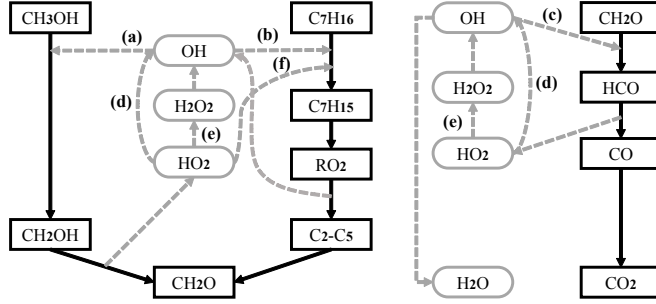 CH3OH
(a)
OH
(b)
C7H16
(f)
(d)
H2O2
(e)
HO2
C7H15
RO2
CH2OH
C2-C5
CH2O
OH
(c)
CH2O
H2O2
(d)
HCO
(e)
HO2
CO
H2O
CO2